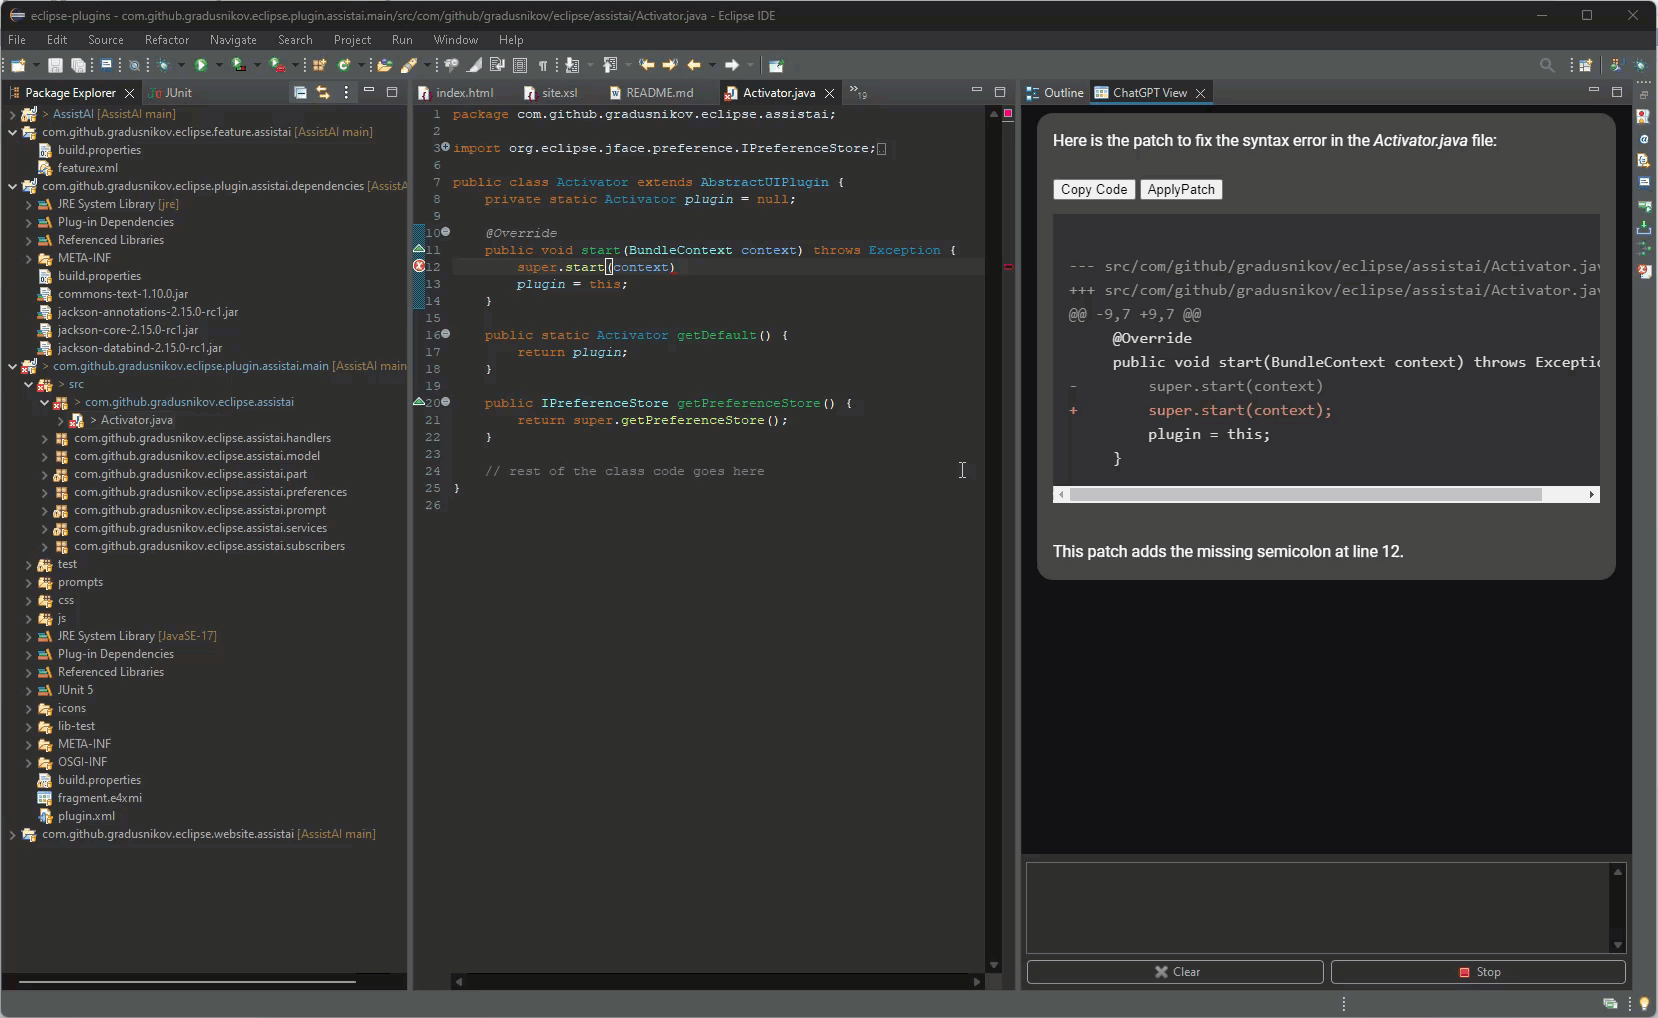 eclipse-plugins - com.github.gradusnikov.eclipse.plugin.assistai.main/src/com/github/gradusnikov/eclipse/assistai/Activator.java - Eclipse IDE
File Edit Source Refactor Navigate Search Project Run Window Help
Package Explorer JUnit
> AssistAI [AssistAI main]
com.github.gradusnikov.eclipse.feature.assistai [AssistAI main]
build.properties
feature.xml
com.github.gradusnikov.eclipse.plugin.assistai.dependencies [AssistA
JRE System Library [jre]
Plug-in Dependencies
Referenced Libraries
META-INF
build.properties
commons-text-1.10.0.jar
jackson-annotations-2.15.0-rc1.jar
jackson-core-2.15.0-rc1.jar
jackson-databind-2.15.0-rc1.jar
> com.github.gradusnikov.eclipse.plugin.assistai.main [AssistAI main
> src
> com.github.gradusnikov.eclipse.assistai
> Activator.java
com.github.gradusnikov.eclipse.assistai.handlers
com.github.gradusnikov.eclipse.assistai.model
com.github.gradusnikov.eclipse.assistai.part
com.github.gradusnikov.eclipse.assistai.preferences
com.github.gradusnikov.eclipse.assistai.prompt
com.github.gradusnikov.eclipse.assistai.services
com.github.gradusnikov.eclipse.assistai.subscribers
test
prompts
css
js
JRE System Library [JavaSE-17]
Plug-in Dependencies
Referenced Libraries
JUnit 5
icons
lib-test
META-INF
OSGI-INF
build.properties
fragment.e4xmi
plugin.xml
com.github.gradusnikov.eclipse.website.assistai [AssistAI main]
index.html site.xsl README.md Activator.java »19
1 package com.github.gradusnikov.eclipse.assistai;
2
3 import org.eclipse.jface.preference.IPreferenceStore;
6
7 public class Activator extends AbstractUIPlugin {
8 private static Activator plugin = null;
9
10 @Override
11 public void start(BundleContext context) throws Exception {
12 super.start(context)
13 plugin = this;
14 }
15
16 public static Activator getDefault() {
17 return plugin;
18 }
19
20 public IPreferenceStore getPreferenceStore() {
21 return super.getPreferenceStore();
22 }
23
24 // rest of the class code goes here
25 }
26
Outline ChatGPT View
Here is the patch to fix the syntax error in the Activator.java file:
Copy Code ApplyPatch
--- src/com/github/gradusnikov/eclipse/assistai/Activator.jav
+++ src/com/github/gradusnikov/eclipse/assistai/Activator.jav
@@ -9,7 +9,7 @@
@Override
public void start(BundleContext context) throws Exceptio
- super.start(context)
+ super.start(context);
plugin = this;
}
This patch adds the missing semicolon at line 12.
Clear Stop